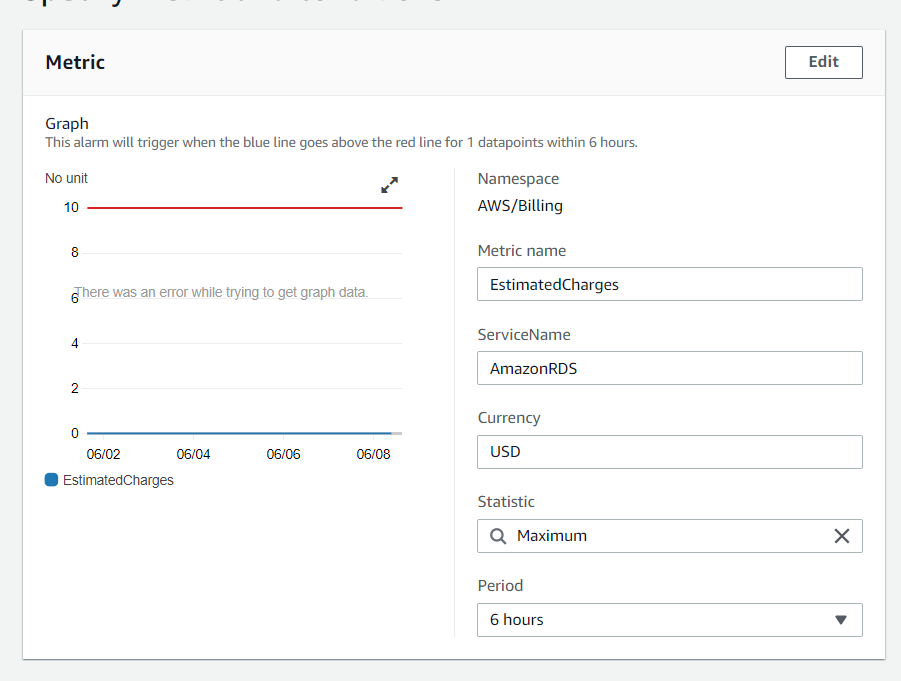 Metric
Edit
Graph
This alarm will trigger when the blue line goes above the red line for 1 datapoints within 6 hours.
No unit
10
8
There was an error while trying to get graph data.
6
4
2
0
06/02 06/04 06/06 06/08
EstimatedCharges
Namespace
AWS/Billing
Metric name
EstimatedCharges
ServiceName
AmazonRDS
Currency
USD
Statistic
Maximum
Period
6 hours